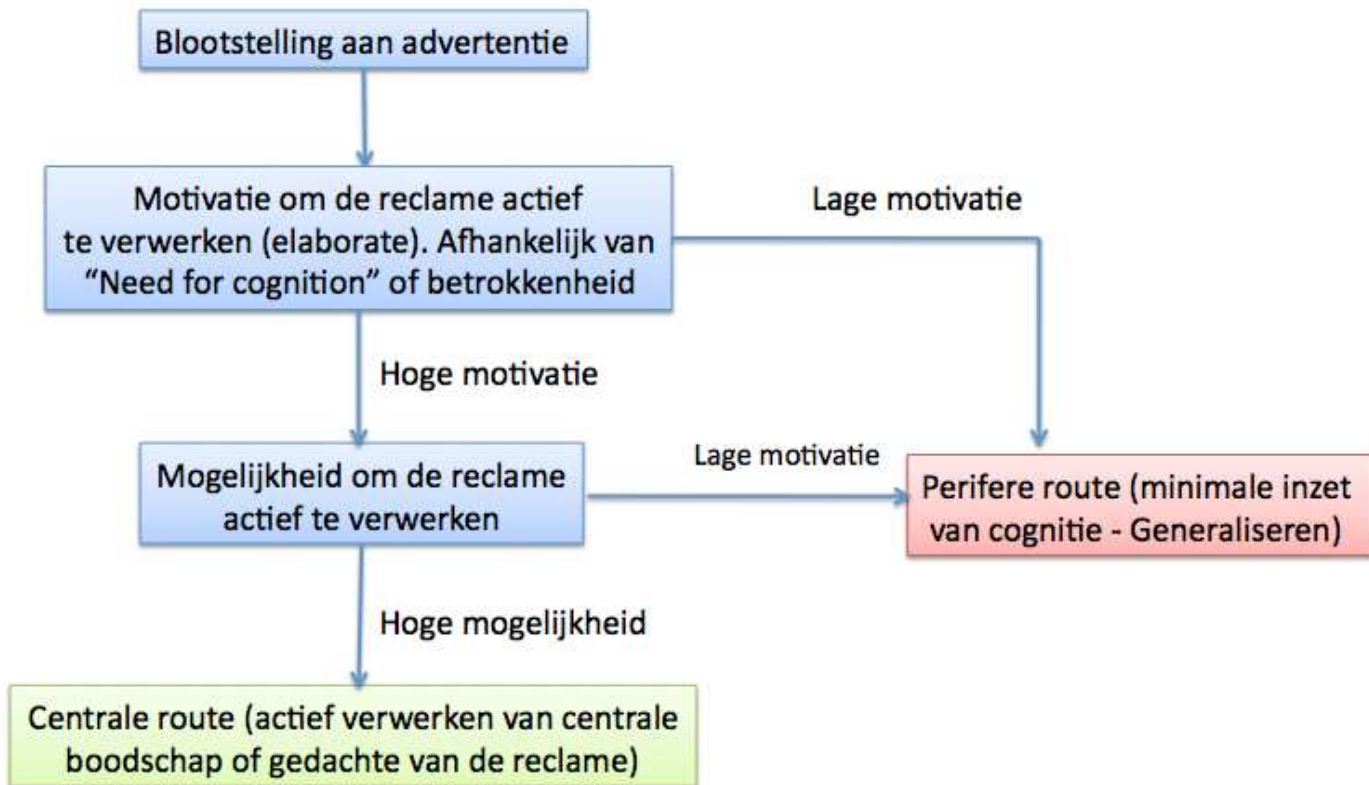 Blootstelling aan advertentie
Motivatie om de reclame actief
te verwerken (elaborate). Afhankelijk van
“Need for cognition” of betrokkenheid
Lage motivatie
Hoge motivatie
Mogelijkheid om de reclame
actief te verwerken
Lage motivatie
Perifere route (minimale inzet
van cognitie - Generaliseren)
Hoge mogelijkheid
Centrale route (actief verwerken van centrale
boodschap of gedachte van de reclame)